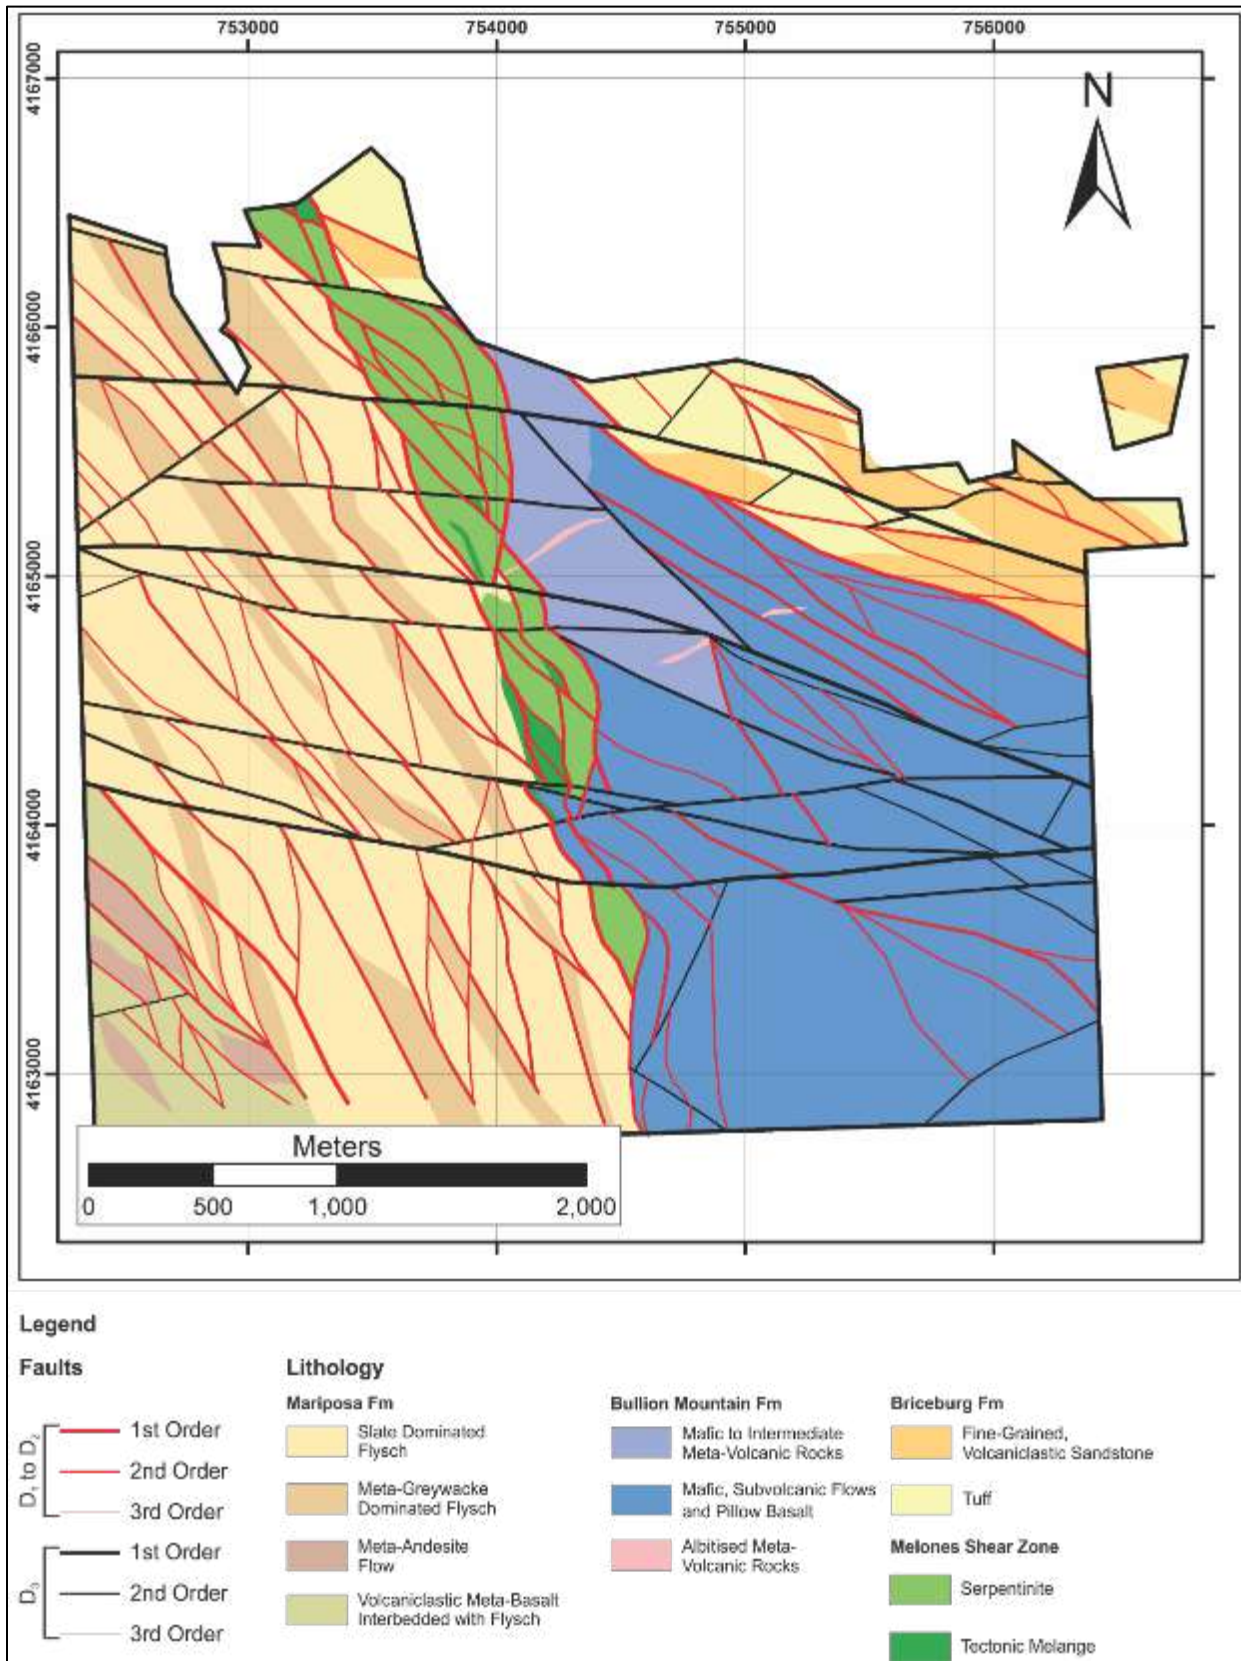 753000 754000 755000 756000
4167000
N
4166000
4165000
4164000
4163000
Meters
0 500 1,000 2,000
Legend
Faults
D1 to D2
1st Order
2nd Order
3rd Order
D3
1st Order
2nd Order
3rd Order
Lithology
Mariposa Fm
Slate Dominated
Flysch
Meta-Greywacke
Dominated Flysch
Meta-Andesite
Flow
Volcaniclastic Meta-Basalt
Interbedded with Flysch
Bullion Mountain Fm
Mafic to Intermediate
Meta-Volcanic Rocks
Mafic, Subvolcanic Flows
and Pillow Basalt
Albitised Meta-
Volcanic Rocks
Briceburg Fm
Fine-Grained,
Volcaniclastic Sandstone
Tuff
Melones Shear Zone
Serpentinite
Tectonic Melange